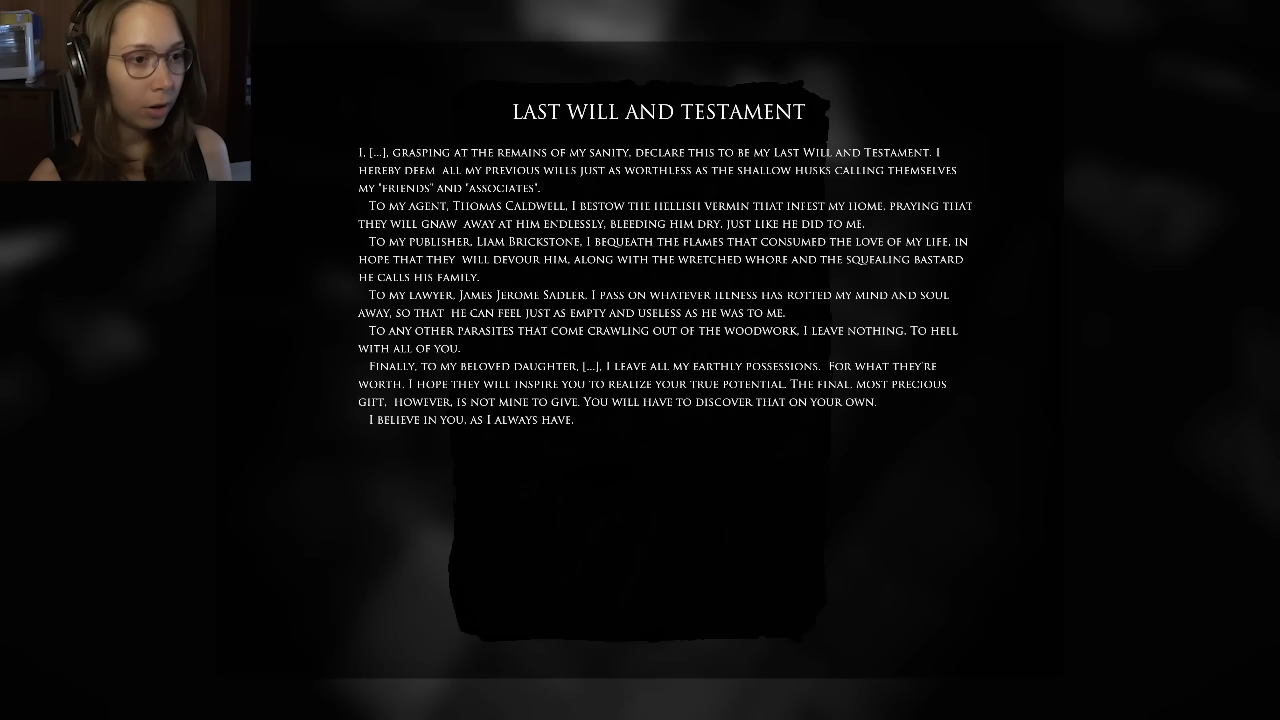 LAST WILL AND TESTAMENT
I, [...], GRASPING AT THE REMAINS OF MY SANITY, DECLARE THIS TO BE MY LAST WILL AND TESTAMENT. I
HEREBY DEEM ALL MY PREVIOUS WILLS JUST AS WORTHLESS AS THE SHALLOW HUSKS CALLING THEMSELVES
MY "FRIENDS" AND "ASSOCIATES".
TO MY AGENT, THOMAS CALDWELL, I BESTOW THE HELLISH VERMIN THAT INFEST MY HOME, PRAYING THAT
THEY WILL GNAW AWAY AT HIM ENDLESSLY, BLEEDING HIM DRY, JUST LIKE HE DID TO ME.
TO MY PUBLISHER, LIAM BRICKSTONE, I BEQUEATH THE FLAMES THAT CONSUMED THE LOVE OF MY LIFE, IN
HOPE THAT THEY WILL DEVOUR HIM, ALONG WITH THE WRETCHED WHORE AND THE SQUEALING BASTARD
HE CALLS HIS FAMILY.
TO MY LAWYER, JAMES JEROME SADLER, I PASS ON WHATEVER ILLNESS HAS ROTTED MY MIND AND SOUL
AWAY, SO THAT HE CAN FEEL JUST AS EMPTY AND USELESS AS HE WAS TO ME.
TO ANY OTHER PARASITES THAT COME CRAWLING OUT OF THE WOODWORK, I LEAVE NOTHING. TO HELL
WITH ALL OF YOU.
FINALLY, TO MY BELOVED DAUGHTER, [...], I LEAVE ALL MY EARTHLY POSSESSIONS. FOR WHAT THEY'RE
WORTH, I HOPE THEY WILL INSPIRE YOU TO REALIZE YOUR TRUE POTENTIAL. THE FINAL, MOST PRECIOUS
GIFT, HOWEVER, IS NOT MINE TO GIVE. YOU WILL HAVE TO DISCOVER THAT ON YOUR OWN.
I BELIEVE IN YOU, AS I ALWAYS HAVE.